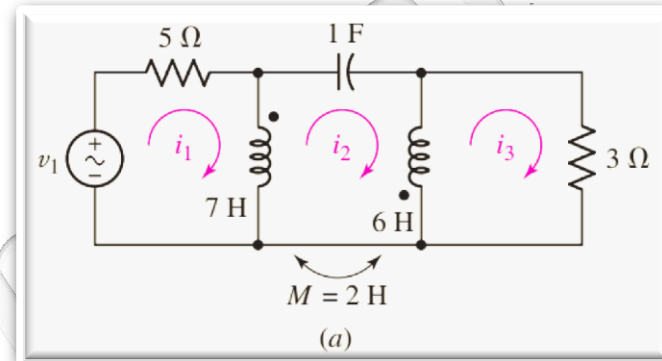 5 Ω
1 F
v₁
+
−
i₁
i₂
i₃
3 Ω
7 H
6 H
M = 2 H
(a)